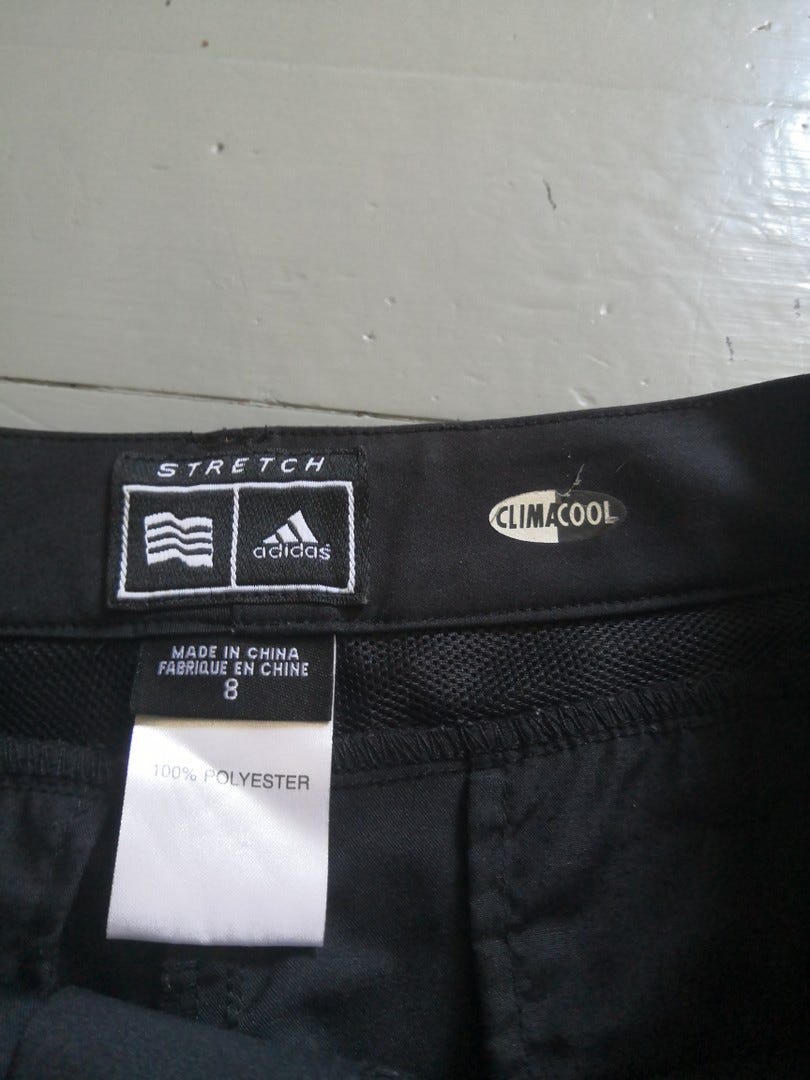 STRETCH
adidas
CLIMACOOL
MADE IN CHINA
FABRIQUE EN CHINE
8
100% POLYESTER